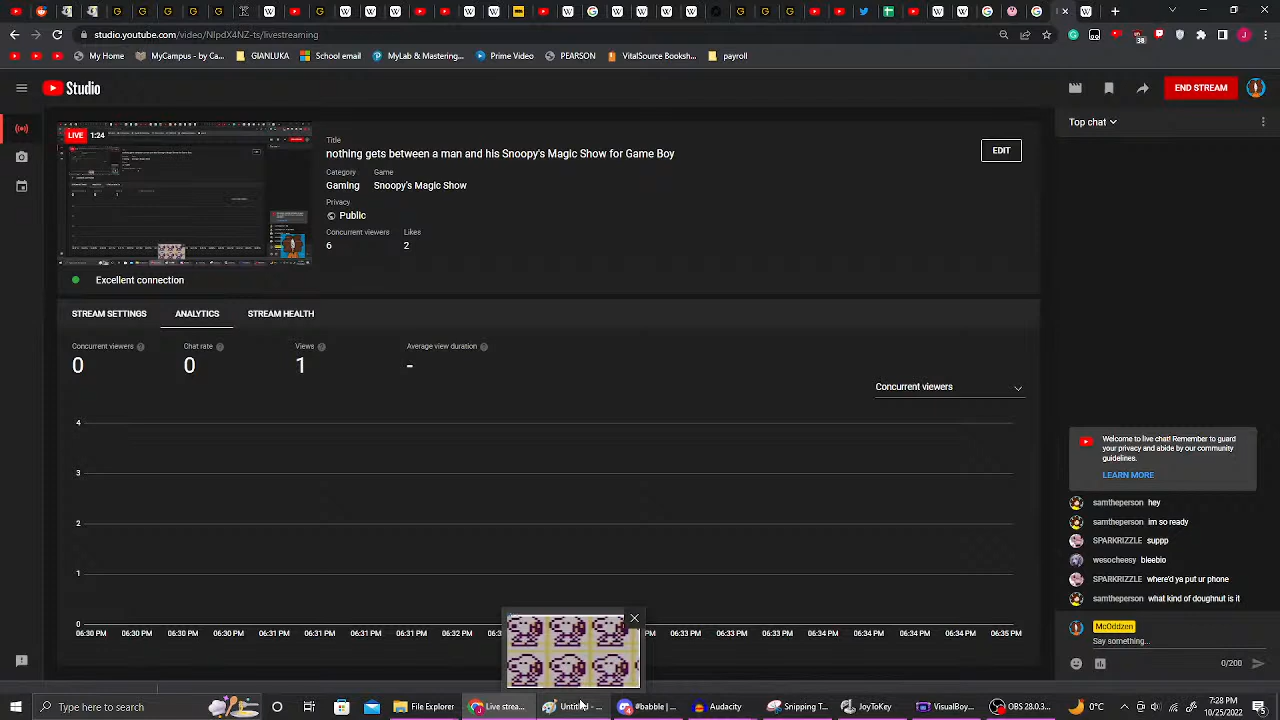 studio.youtube.com/video/NIpdX4NZ-ts/livestreaming
38
J
My Home
MyCampus - by Ca...
GIANLUKA
School email
MyLab & Mastering...
Prime Video
PEARSON
VitalSource Booksh...
payroll
Studio
END STREAM
LIVE 1:24
Title
nothing gets between a man and his Snoopy's Magic Show for Game Boy
EDIT
Category Game
Gaming Snoopy's Magic Show
Privacy
Public
Concurrent viewers Likes
6 2
Excellent connection
STREAM SETTINGS ANALYTICS STREAM HEALTH
Concurrent viewers Chat rate Views Average view duration
0 0 1 -
Concurrent viewers
4
3
2
1
0
06:30 PM 06:30 PM 06:30 PM 06:30 PM 06:31 PM 06:31 PM 06:31 PM 06:31 PM 06:32 PM 06:33 PM 06:33 PM 06:33 PM 06:34 PM 06:34 PM 06:34 PM 06:34 PM 06:35 PM
Top chat
Welcome to live chat! Remember to guard
your privacy and abide by our community
guidelines.
LEARN MORE
samtheperson hey
samtheperson im so ready
SPARKRIZZLE suppp
wesocheesy bleebio
SPARKRIZZLE where'd ya put ur phone
samtheperson what kind of doughnut is it
McOddzen
Say something...
0/200
Type here to search
File Explorer
Live strea...
Untitled - ...
Audacity
Snipping T...
JoyToKey
VisualBoy...
OBS 28.0....
0°C
7:28 PM
10/25/2022